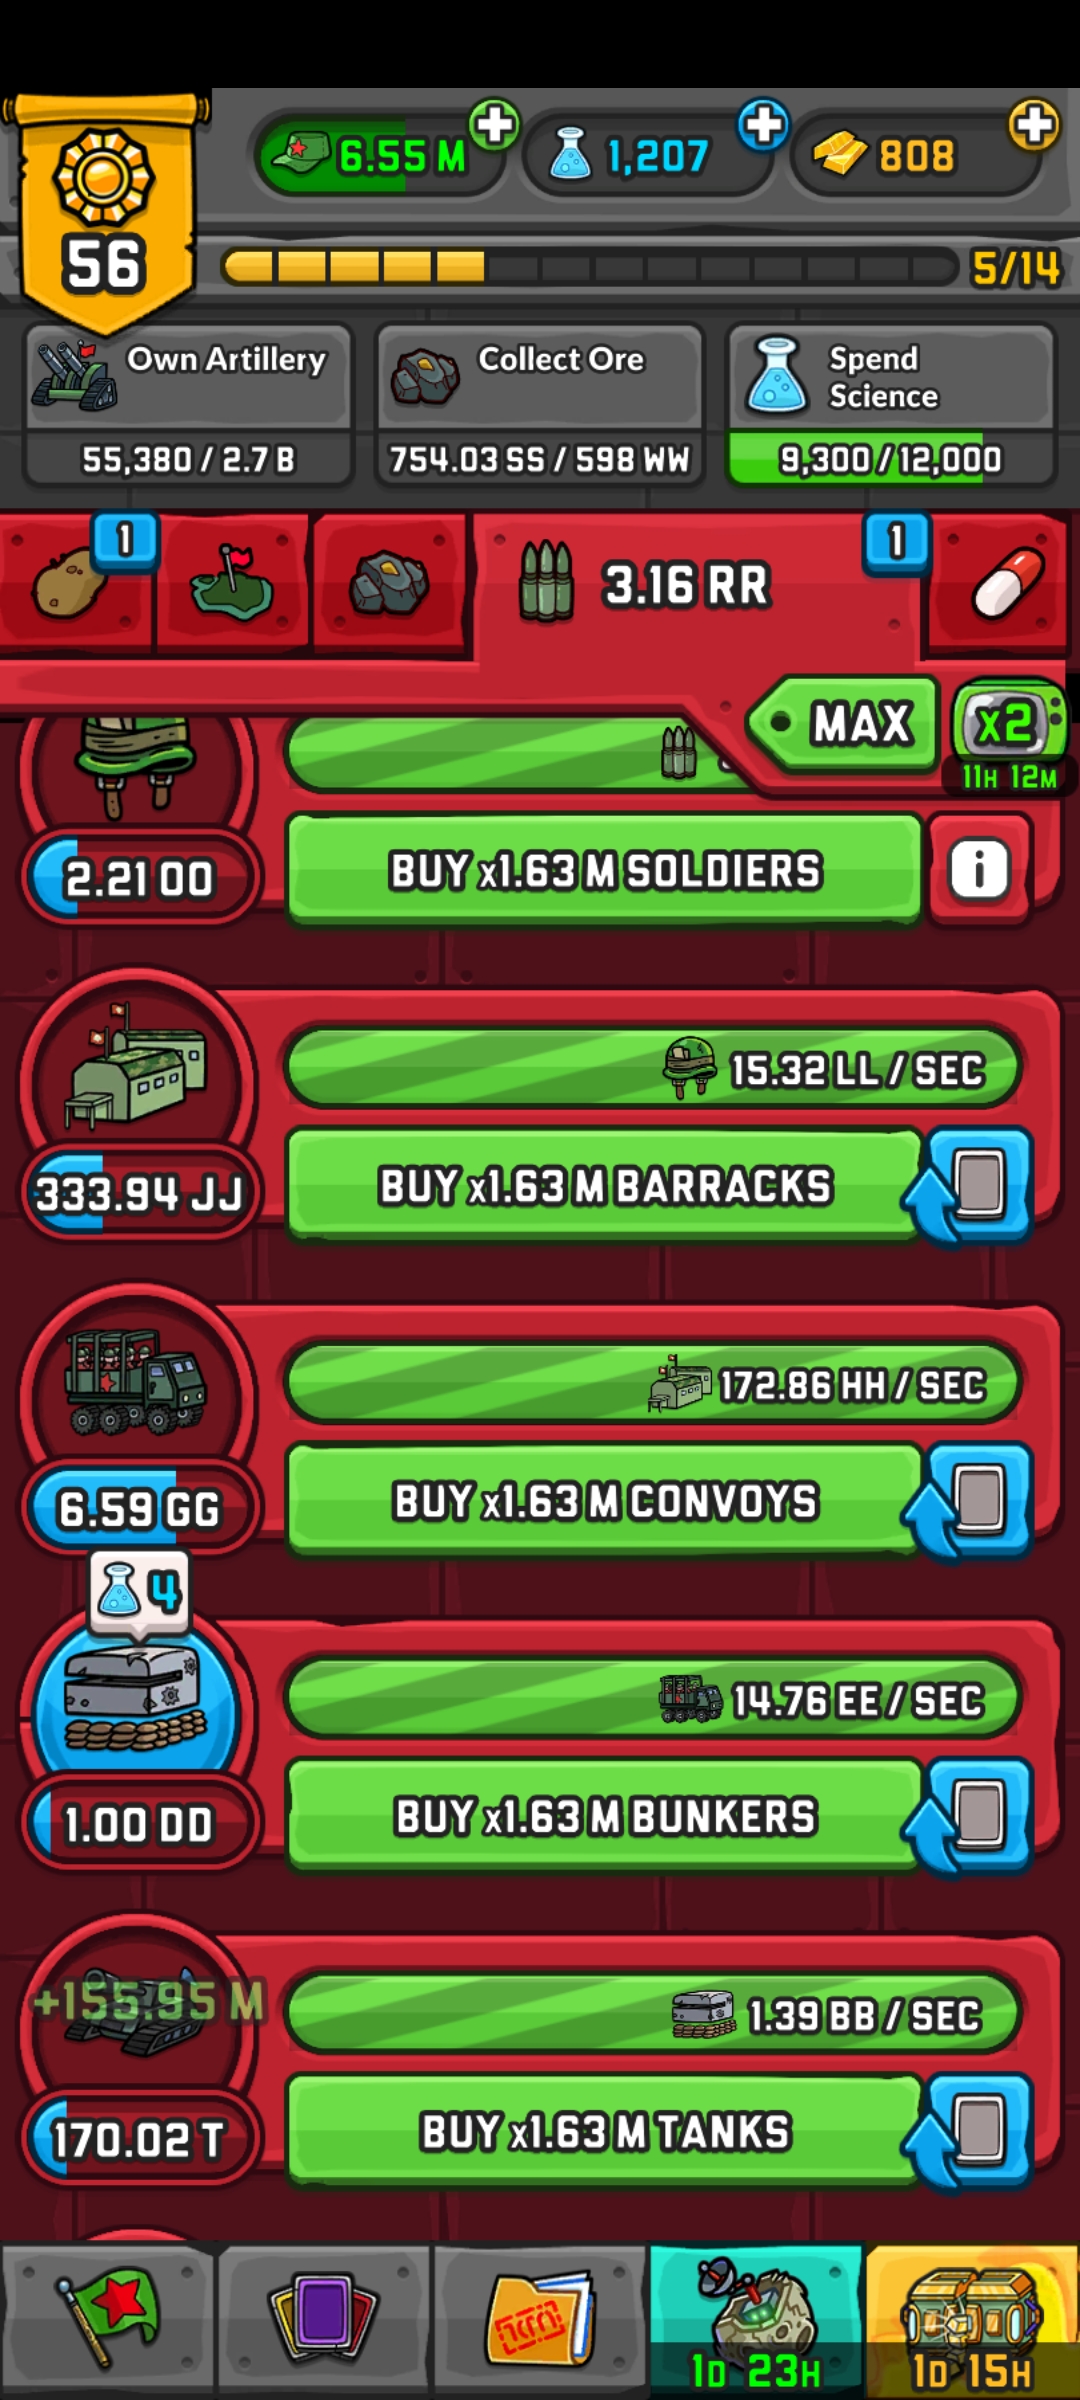 6.55 M
1,207
808
56
5/14
Own Artillery
55,380 / 2.7 B
Collect Ore
754.03 SS / 598 WW
Spend
Science
9,300 / 12,000
1
3.16 RR
1
MAX
x2
11H 12M
2.21 OO
BUY x1.63 M SOLDIERS
i
15.32 LL / SEC
333.94 JJ
BUY x1.63 M BARRACKS
172.86 HH / SEC
6.59 GG
BUY x1.63 M CONVOYS
4
14.76 EE / SEC
1.00 DD
BUY x1.63 M BUNKERS
+155.95 M
1.39 BB / SEC
170.02 T
BUY x1.63 M TANKS
1D 23H
1D 15H